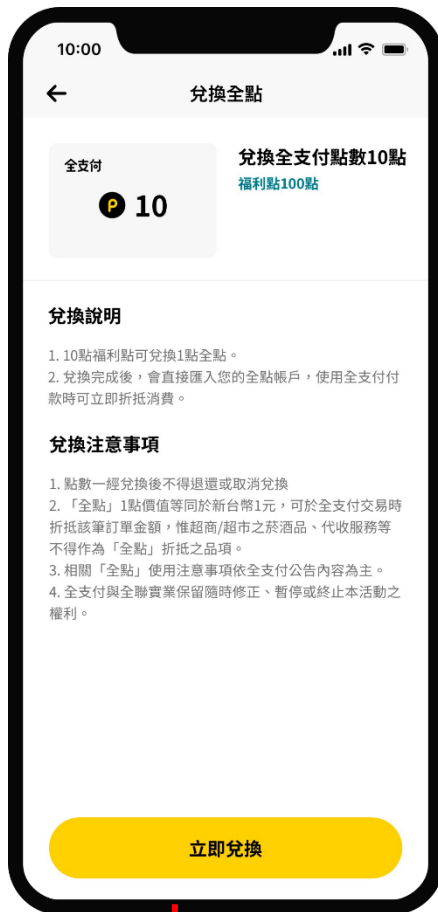 10:00
兌換全點
全支付
10
兌換全支付點數10點
福利點100點
兌換說明
1. 10點福利點可兌換1點全點。
2. 兌換完成後，會直接匯入您的全點帳戶，使用全支付付
款時可立即折抵消費。
兌換注意事項
1. 點數一經兌換後不得退還或取消兌換
2. 「全點」1點價值等同於新台幣1元，可於全支付交易時
折抵該筆訂單金額，惟超商/超市之菸酒品、代收服務等
不得作為「全點」折抵之品項。
3. 相關「全點」使用注意事項依全支付公告內容為主。
4. 全支付與全聯實業保留隨時修正、暫停或終止本活動之
權利。
立即兌換